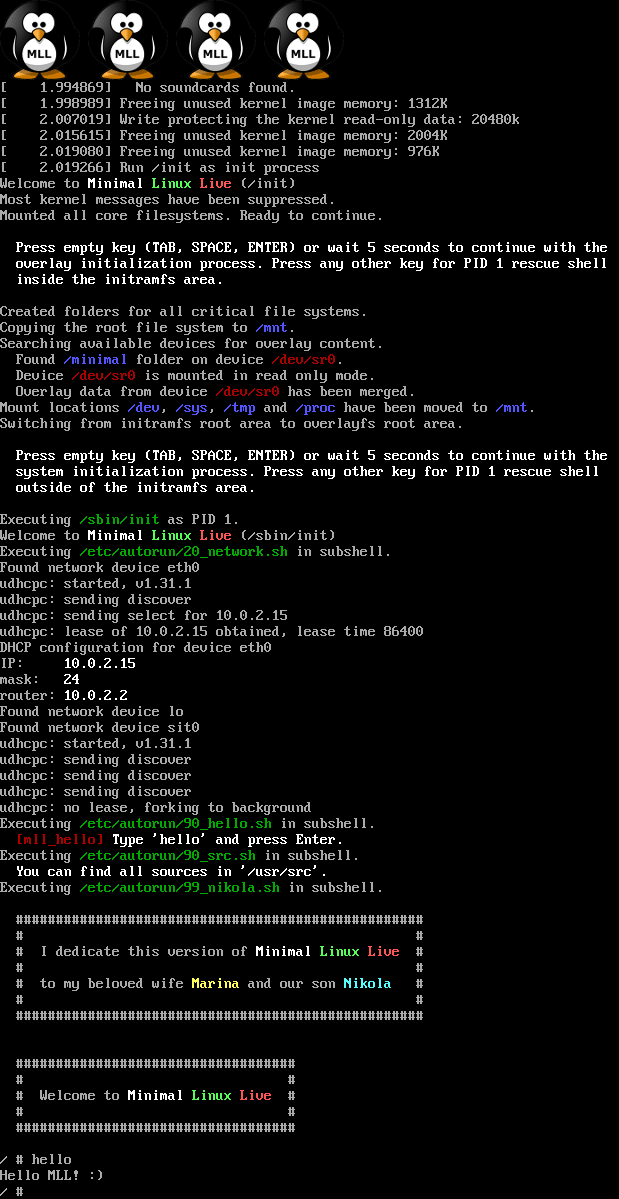 MLL MLL MLL MLL
[    1.994869]   No soundcards found.
[    1.998989] Freeing unused kernel image memory: 1312K
[    2.007019] Write protecting the kernel read-only data: 20480k
[    2.015615] Freeing unused kernel image memory: 2004K
[    2.019080] Freeing unused kernel image memory: 976K
[    2.019266] Run /init as init process
Welcome to Minimal Linux Live (/init)
Most kernel messages have been suppressed.
Mounted all core filesystems. Ready to continue.

  Press empty key (TAB, SPACE, ENTER) or wait 5 seconds to continue with the
  overlay initialization process. Press any other key for PID 1 rescue shell
  inside the initramfs area.

Created folders for all critical file systems.
Copying the root file system to /mnt.
Searching available devices for overlay content.
  Found /minimal folder on device /dev/sr0.
  Device /dev/sr0 is mounted in read only mode.
  Overlay data from device /dev/sr0 has been merged.
Mount locations /dev, /sys, /tmp and /proc have been moved to /mnt.
Switching from initramfs root area to overlayfs root area.

  Press empty key (TAB, SPACE, ENTER) or wait 5 seconds to continue with the
  system initialization process. Press any other key for PID 1 rescue shell
  outside of the initramfs area.

Executing /sbin/init as PID 1.
Welcome to Minimal Linux Live (/sbin/init)
Executing /etc/autorun/20_network.sh in subshell.
Found network device eth0
udhcpc: started, v1.31.1
udhcpc: sending discover
udhcpc: sending select for 10.0.2.15
udhcpc: lease of 10.0.2.15 obtained, lease time 86400
DHCP configuration for device eth0
IP:     10.0.2.15
mask:   24
router: 10.0.2.2
Found network device lo
Found network device sit0
udhcpc: started, v1.31.1
udhcpc: sending discover
udhcpc: sending discover
udhcpc: sending discover
udhcpc: no lease, forking to background
Executing /etc/autorun/90_hello.sh in subshell.
  [mll_hello] Type 'hello' and press Enter.
Executing /etc/autorun/90_src.sh in subshell.
  You can find all sources in '/usr/src'.
Executing /etc/autorun/99_nikola.sh in subshell.

  ###################################################
  #                                                 #
  #  I dedicate this version of Minimal Linux Live  #
  #                                                 #
  #  to my beloved wife Marina and our son Nikola   #
  #                                                 #
  ###################################################

  ###################################
  #                                 #
  #  Welcome to Minimal Linux Live  #
  #                                 #
  ###################################

/ # hello
Hello MLL! :)
/ #